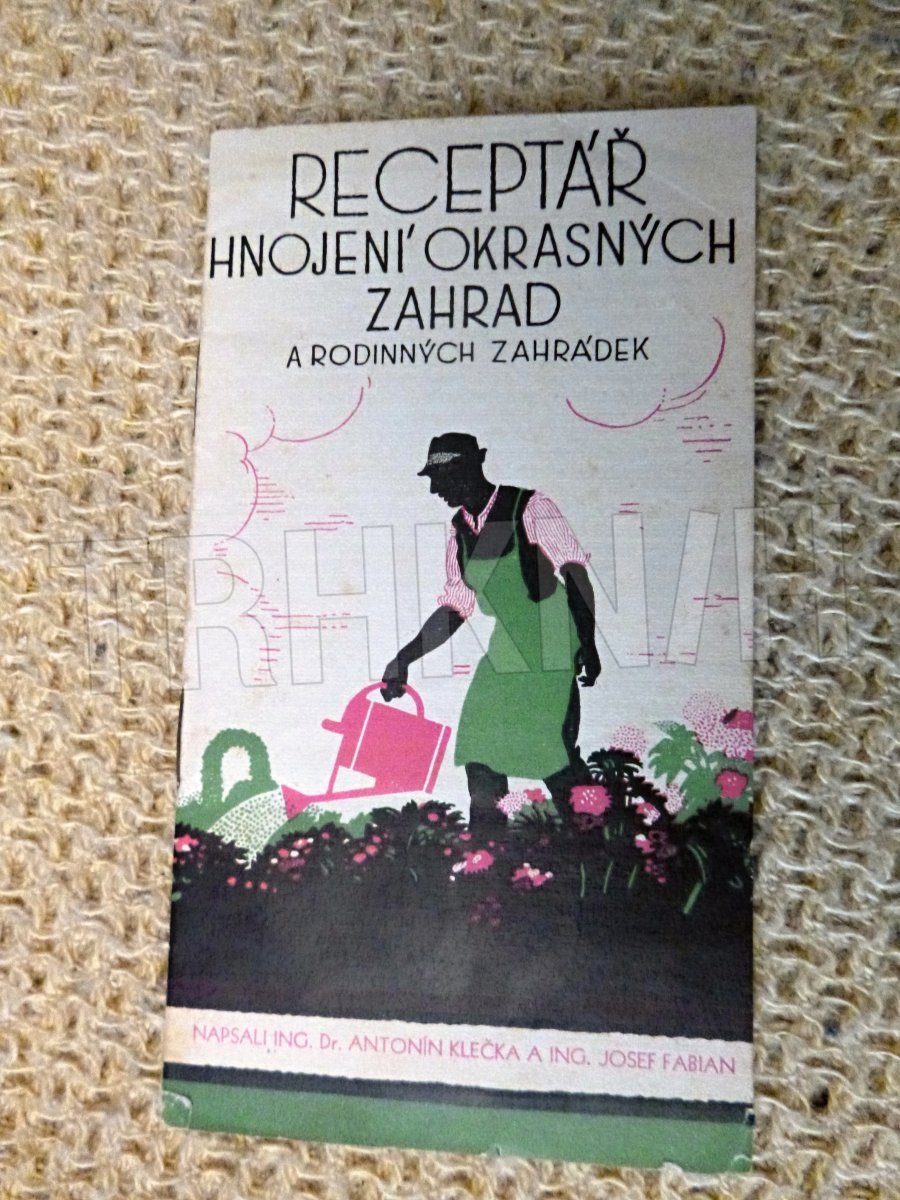 RECEPTÁŘ
HNOJENÍ OKRASNÝCH
ZAHRAD
A RODINNÝCH ZAHRÁDEK
NAPSALI ING. Dr. ANTONÍN KLEČKA A ING. JOSEF FABIAN